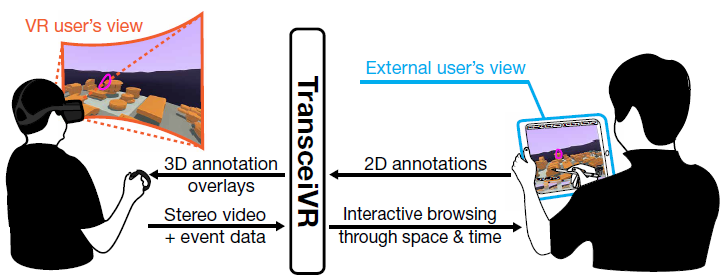 VR user's view
External user's view
TransceiVR
3D annotation
overlays
2D annotations
Stereo video
+ event data
Interactive browsing
through space & time